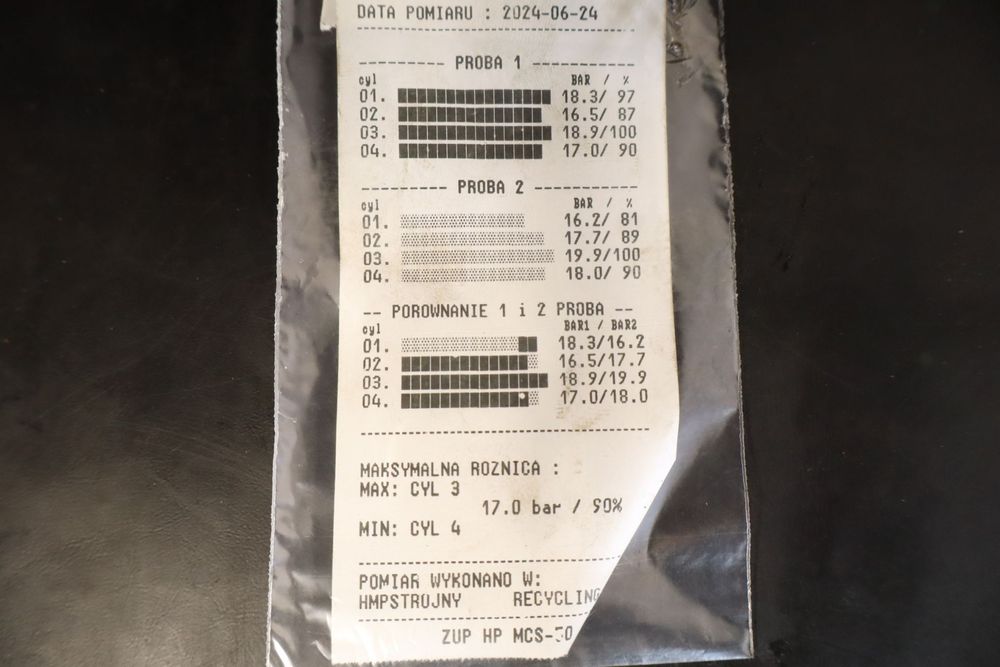 DATA POMIARU : 2024-06-24
--------- PROBA 1 -----------
cyl BAR / %
01. 18.3/ 97
02. 16.5/ 87
03. 18.9/100
04. 17.0/ 90
--------- PROBA 2 -----------
cyl BAR / %
01. 16.2/ 81
02. 17.7/ 89
03. 19.9/100
04. 18.0/ 90
-- POROWNANIE 1 i 2 PROBA --
cyl BAR1 / BAR2
01. 18.3/16.2
02. 16.5/17.7
03. 18.9/19.9
04. 17.0/18.0
MAKSYMALNA ROZNICA :
MAX: CYL 3
17.0 bar / 90%
MIN: CYL 4
POMIAR WYKONANO W:
HMPSTROJNY RECYCLING
ZUP HP MCS-50